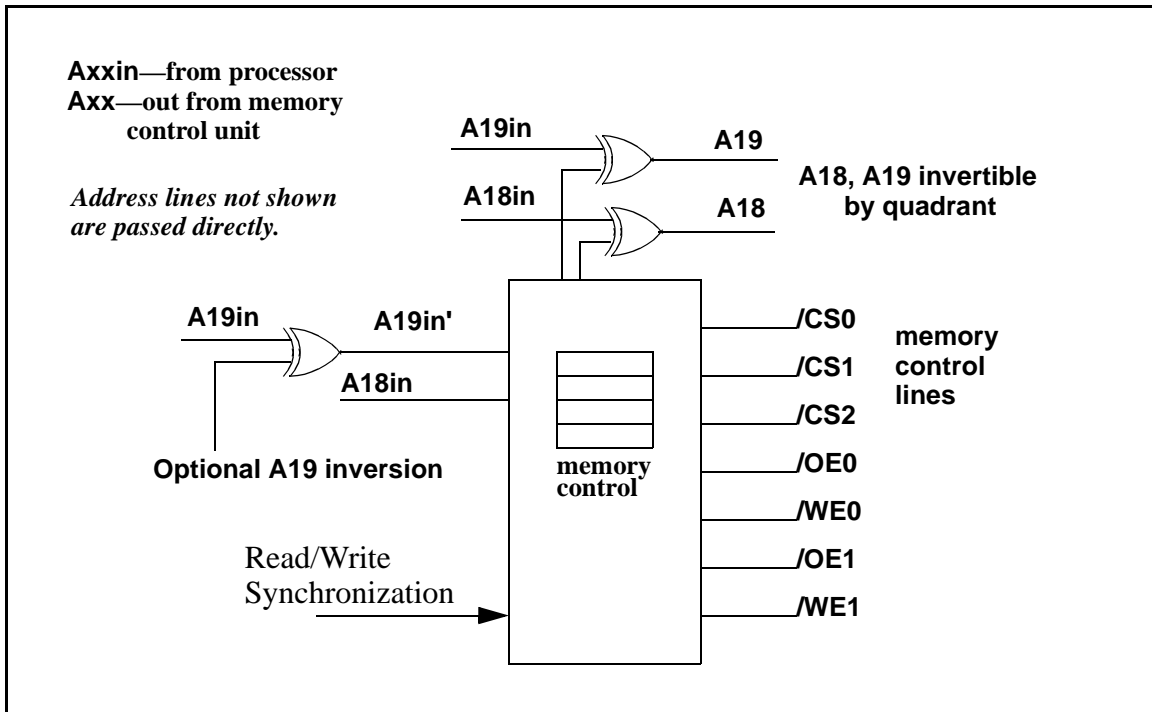 Axxin—from processor
Axx—out from memory
control unit
Address lines not shown
are passed directly.
A19in
A19
A18in
A18
A18, A19 invertible
by quadrant
A19in
A19in'
A18in
Optional A19 inversion
memory
control
Read/Write
Synchronization
/CS0
/CS1
/CS2
/OE0
/WE0
/OE1
/WE1
memory
control
lines